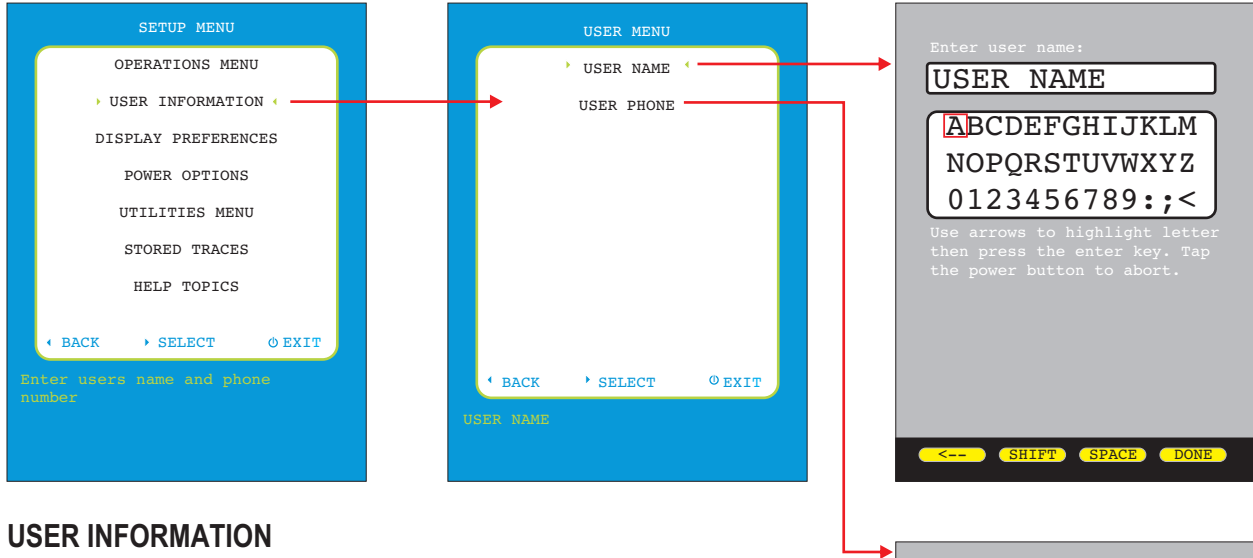 SETUP MENU
OPERATIONS MENU
USER INFORMATION
DISPLAY PREFERENCES
POWER OPTIONS
UTILITIES MENU
STORED TRACES
HELP TOPICS
BACK SELECT EXIT
Enter users name and phone
number
USER MENU
USER NAME
USER PHONE
BACK SELECT EXIT
USER NAME
Enter user name:
USER NAME
ABCDEFGHIJKLM
NOPQRSTUVWXYZ
0123456789:;<
Use arrows to highlight letter
then press the enter key. Tap
the power button to abort.
<-- SHIFT SPACE DONE
USER INFORMATION